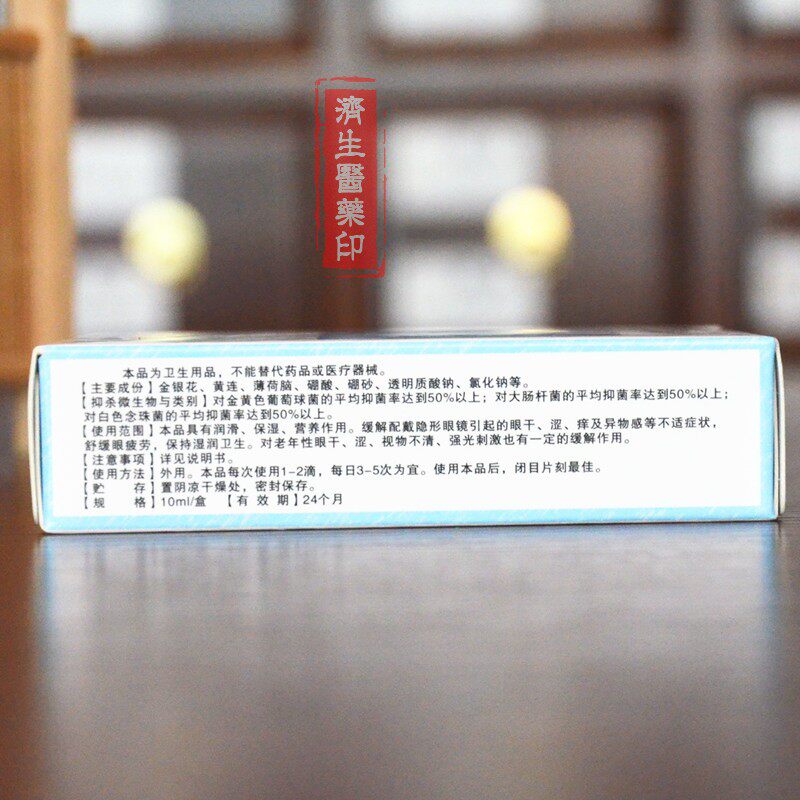 濟生醫藥印
本品为卫生用品，不能替代药品或医疗器械。
【主要成份】金银花、黄连、薄荷脑、硼酸、硼砂、透明质酸钠、氯化钠等。
【抑杀微生物与类别】对金黄色葡萄球菌的平均抑菌率达到50%以上；对大肠杆菌的平均抑菌率达到50%以上；
对白色念珠菌的平均抑菌率达到50%以上。
【使用范围】本品具有润滑、保湿、营养作用。缓解配戴隐形眼镜引起的眼干、涩、痒及异物感等不适症状，
舒缓眼疲劳，保持湿润卫生。对老年性眼干、涩、视物不清、强光刺激也有一定的缓解作用。
【注意事项】详见说明书。
【使用方法】外用。本品每次使用1-2滴，每日3-5次为宜。使用本品后，闭目片刻最佳。
【贮　　存】置阴凉干燥处，密封保存。
【规　　格】10ml/盒　【有 效 期】24个月